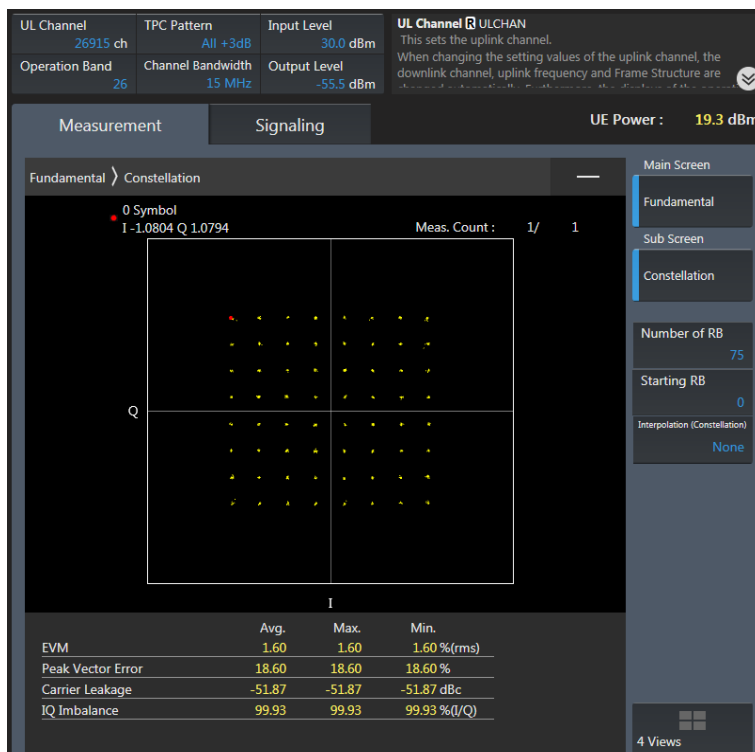 UL Channel
26915 ch
TPC Pattern
All +3dB
Input Level
30.0 dBm
Operation Band
26
Channel Bandwidth
15 MHz
Output Level
-55.5 dBm
UL Channel R ULCHAN
This sets the uplink channel.
When changing the setting values of the uplink channel, the
downlink channel, uplink frequency and Frame Structure are
Measurement
Signaling
UE Power : 19.3 dBm
Fundamental 〉 Constellation
0 Symbol
I -1.0804 Q 1.0794
Meas. Count : 1/ 1
Q
I
Avg. Max. Min.
EVM 1.60 1.60 1.60 %(rms)
Peak Vector Error 18.60 18.60 18.60 %
Carrier Leakage -51.87 -51.87 -51.87 dBc
IQ Imbalance 99.93 99.93 99.93 %(I/Q)
Main Screen
Fundamental
Sub Screen
Constellation
Number of RB
75
Starting RB
0
Interpolation (Constellation)
None
4 Views